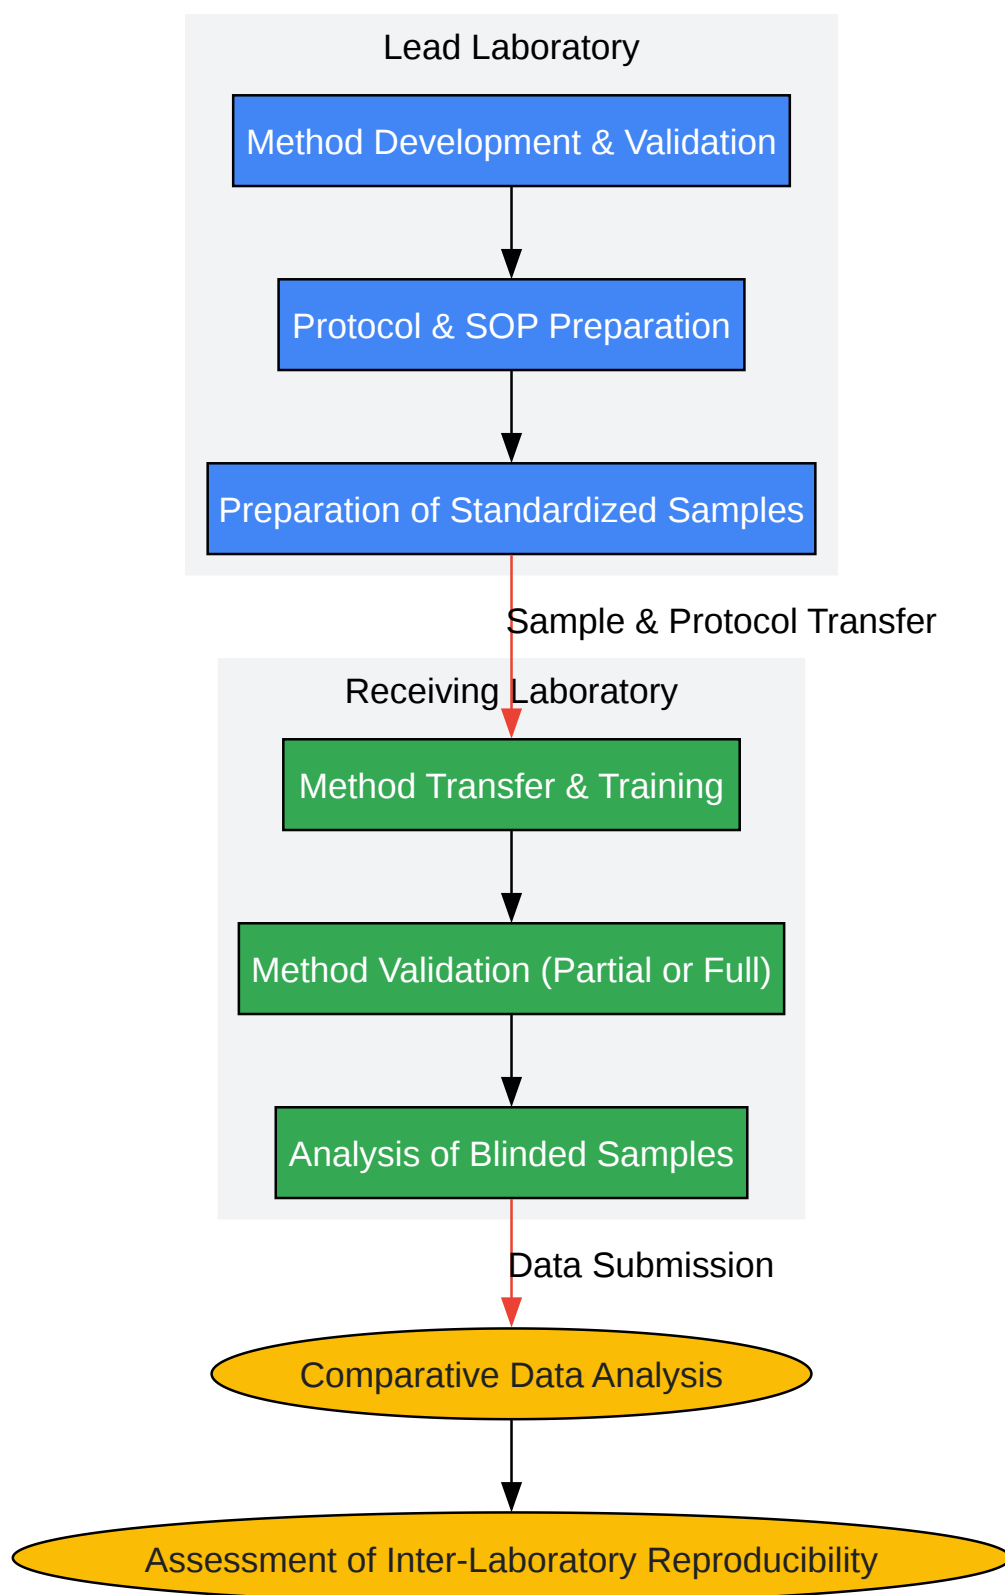 Lead Laboratory
Method Development & Validation
Protocol & SOP Preparation
Preparation of Standardized Samples
Sample & Protocol Transfer
Receiving Laboratory
Method Transfer & Training
Method Validation (Partial or Full)
Analysis of Blinded Samples
Data Submission
Comparative Data Analysis
Assessment of Inter-Laboratory Reproducibility